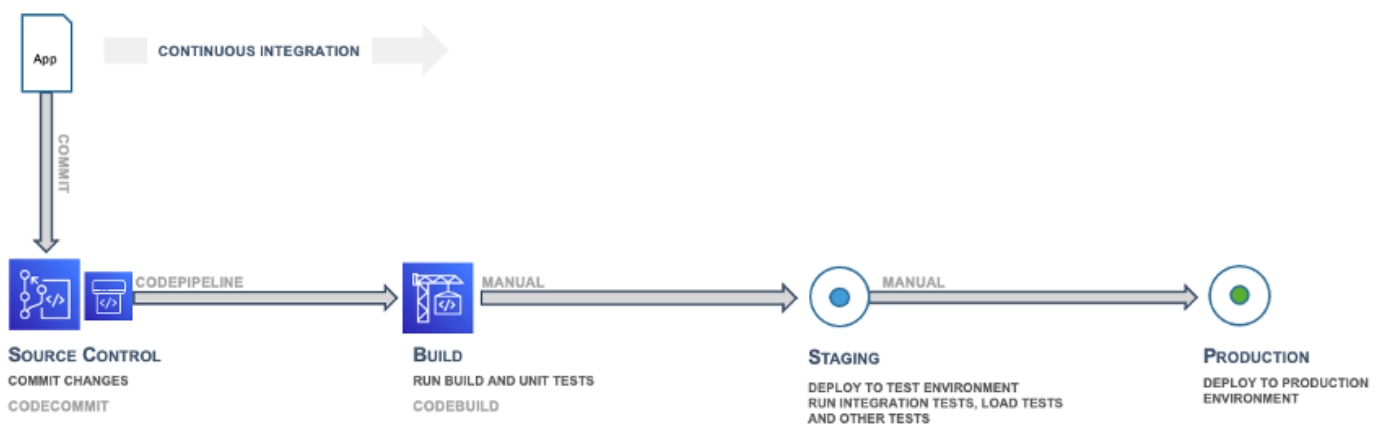 App
CONTINUOUS INTEGRATION
COMMIT
CODEPIPELINE
MANUAL
MANUAL
</>
</>
</>
SOURCE CONTROL
COMMIT CHANGES
CODECOMMIT
BUILD
RUN BUILD AND UNIT TESTS
CODEBUILD
STAGING
DEPLOY TO TEST ENVIRONMENT
RUN INTEGRATION TESTS, LOAD TESTS
AND OTHER TESTS
PRODUCTION
DEPLOY TO PRODUCTION
ENVIRONMENT